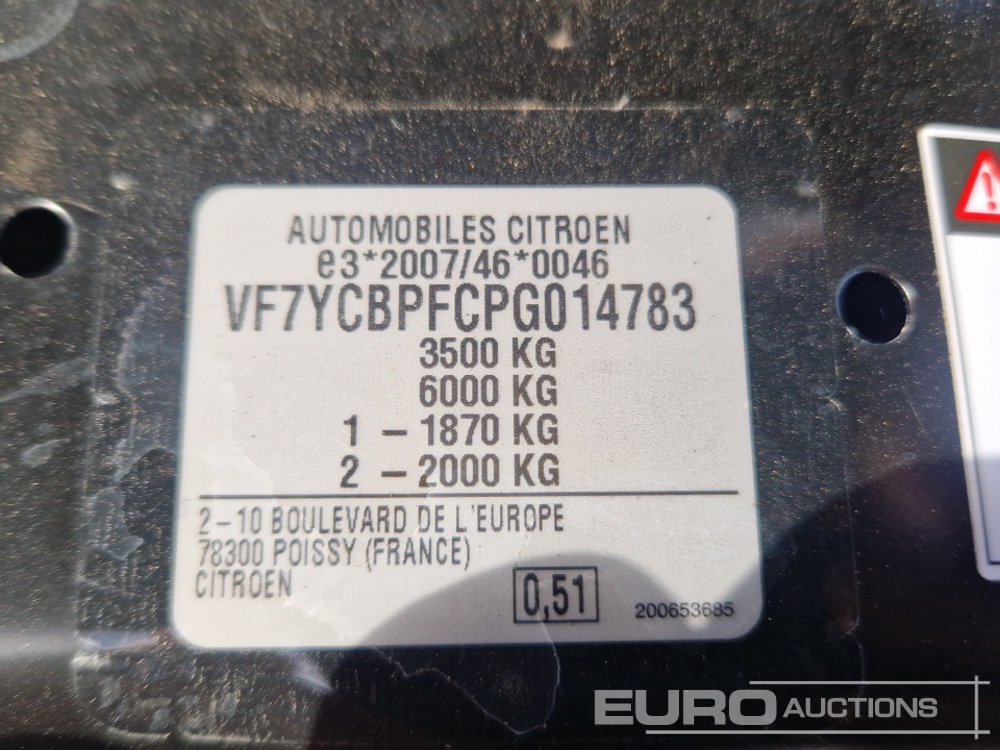 AUTOMOBILES CITROEN
e3*2007/46*0046
VF7YCBPFCPG014783
3500 KG
6000 KG
1 - 1870 KG
2 - 2000 KG
2-10 BOULEVARD DE L'EUROPE
78300 POISSY (FRANCE)
CITROEN
0,51
200653685
EURO AUCTIONS